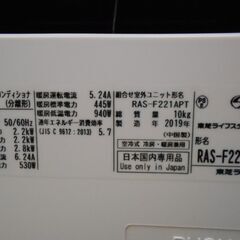 ンディショナ
(分離形)
50/60Hz
2.2kW
2.2kW
2.8kW
6.24A
530W
暖房運転電流 5.24A
暖房標準電力 445W
暖房低温電力 940W
通年エネルギー消費効率
(JIS C 9612:2013) 5.7
組合せ室外ユニット形名
RAS-F221APT
総質量 10kg
製造年 2019年
(中国製)
空冷式 冷房・暖房兼用
日本国内専用品
Use only in Japan
PS
E
東芝ライフスタ
RAS-F22
東芝ライ